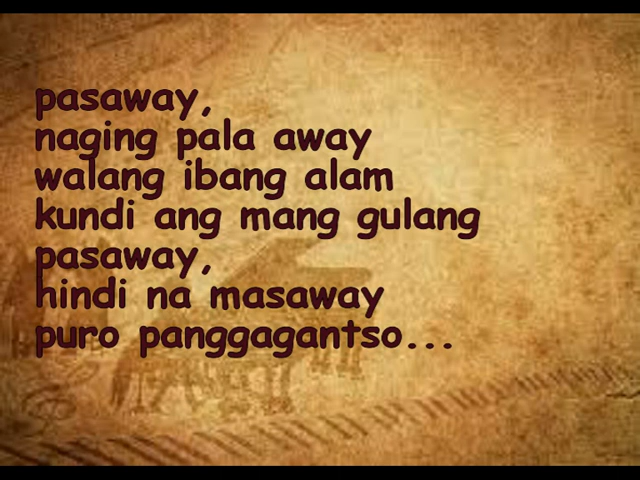 pasaway,
naging pala away
walang ibang alam
kundi ang mang gulang
pasaway,
hindi na masaway
puro panggagantso...